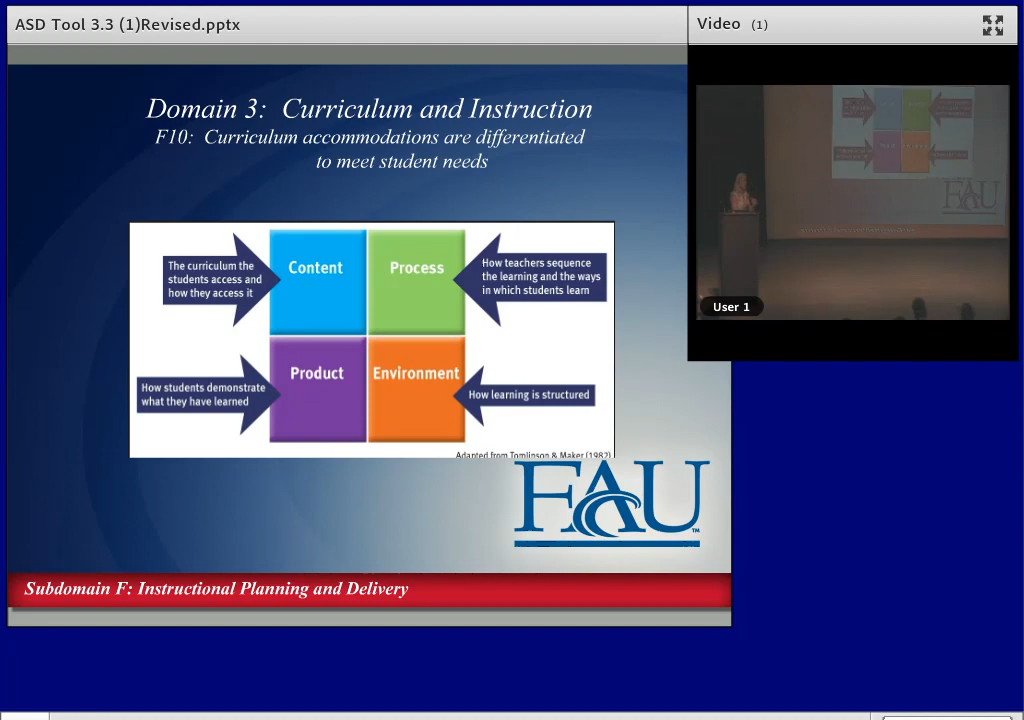 ASD Tool 3.3 (1)Revised.pptx
Video (1)
Domain 3: Curriculum and Instruction
F10: Curriculum accommodations are differentiated
to meet student needs
The curriculum the
students access and
how they access it
Content
Process
How teachers sequence
the learning and the ways
in which students learn
How students demonstrate
what they have learned
Product
Environment
How learning is structured
Adapted from Tomlinson & Maker (1982)
FAU
TM
Subdomain F: Instructional Planning and Delivery
FAU
User 1